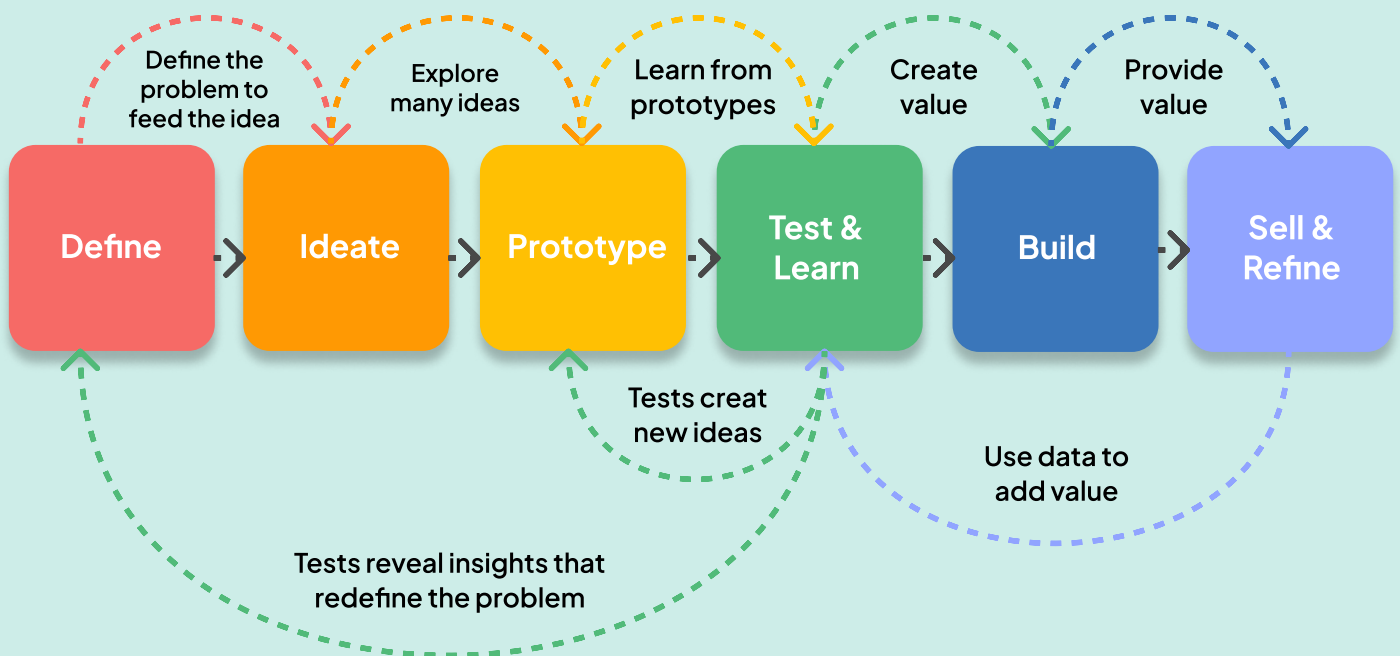 Define the
problem to
feed the idea
Explore
many ideas
Learn from
prototypes
Create
value
Provide
value
Define
Ideate
Prototype
Test &
Learn
Build
Sell &
Refine
Tests creat
new ideas
Use data to
add value
Tests reveal insights that
redefine the problem